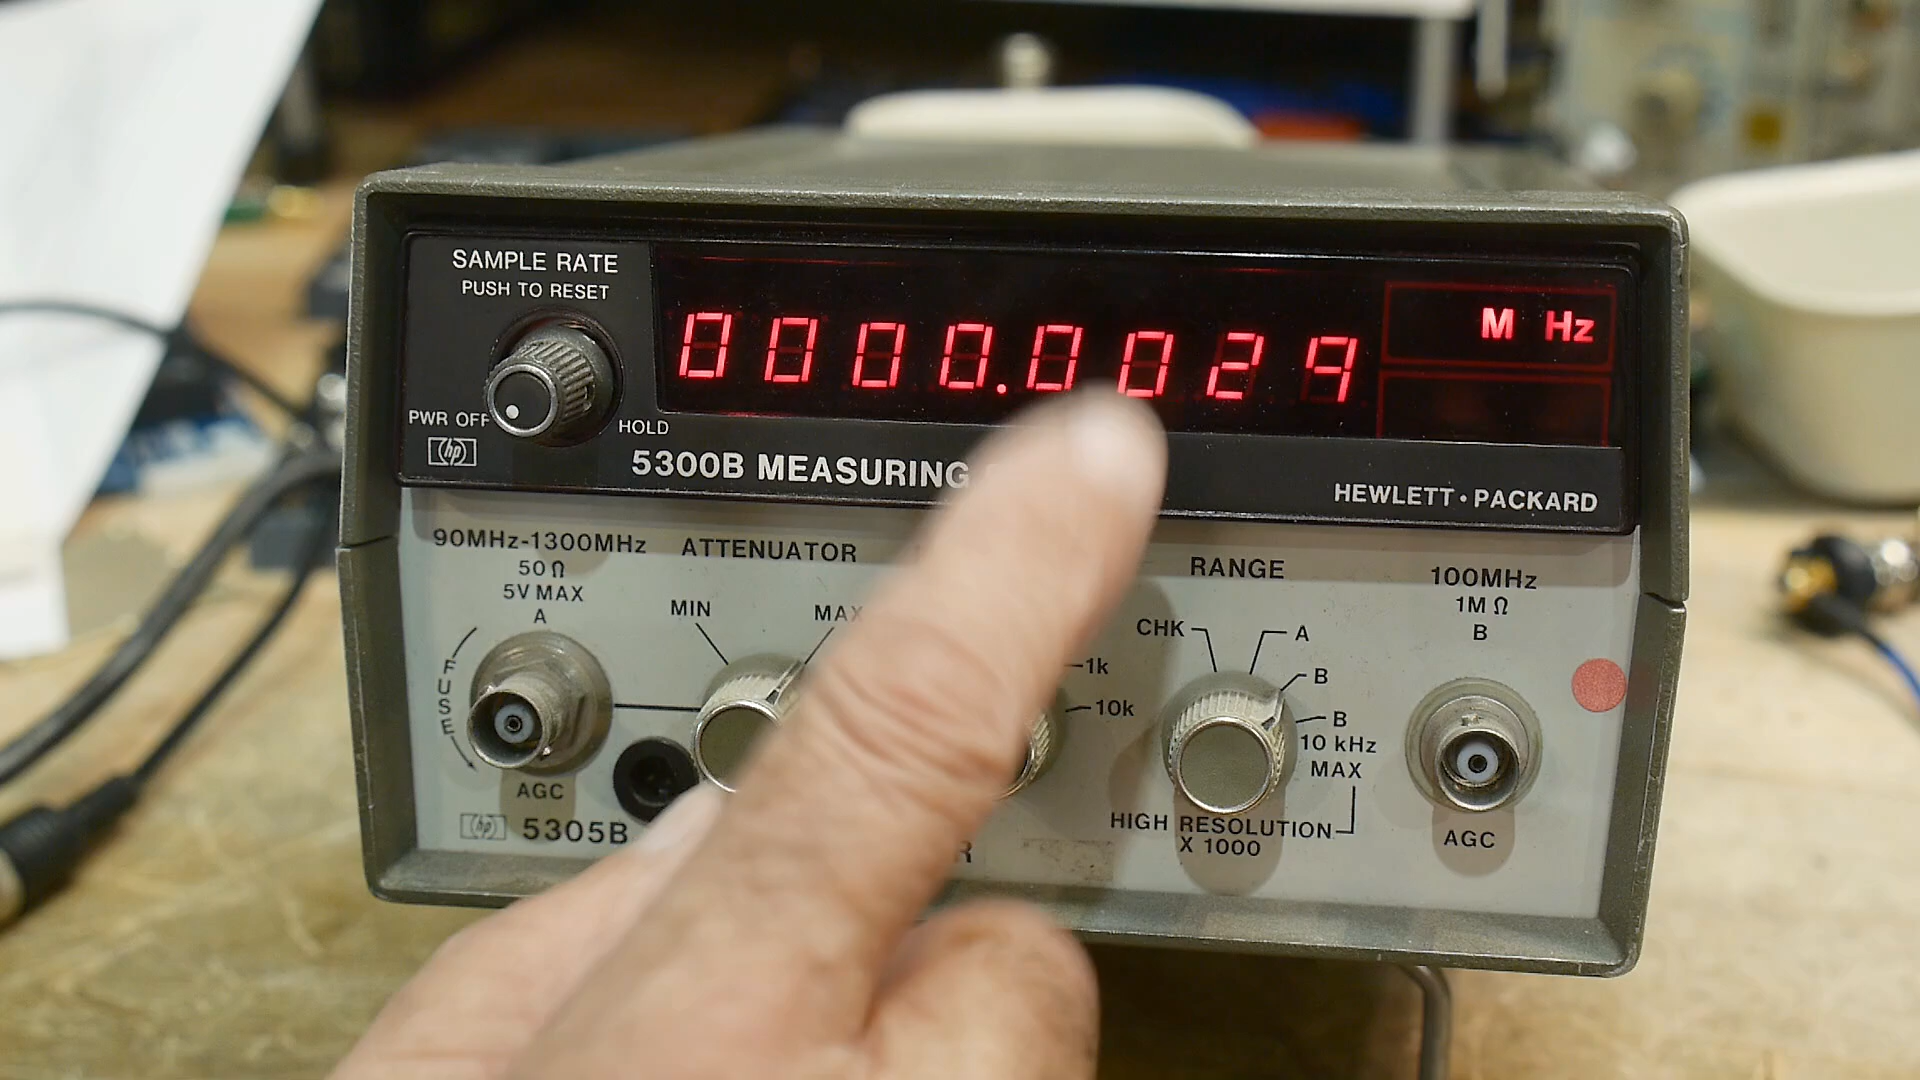 SAMPLE RATE
PUSH TO RESET
0000.0029
M Hz
PWR OFF
HOLD
hp
5300B MEASURING
HEWLETT • PACKARD
90MHz-1300MHz
50 Ω
5V MAX
A
ATTENUATOR
RANGE
100MHz
1M Ω
B
MIN
MAX
1k
10k
CHK
A
B
B
10 kHz
MAX
FUSE
AGC
hp 5305B
HIGH RESOLUTION
X 1000
AGC